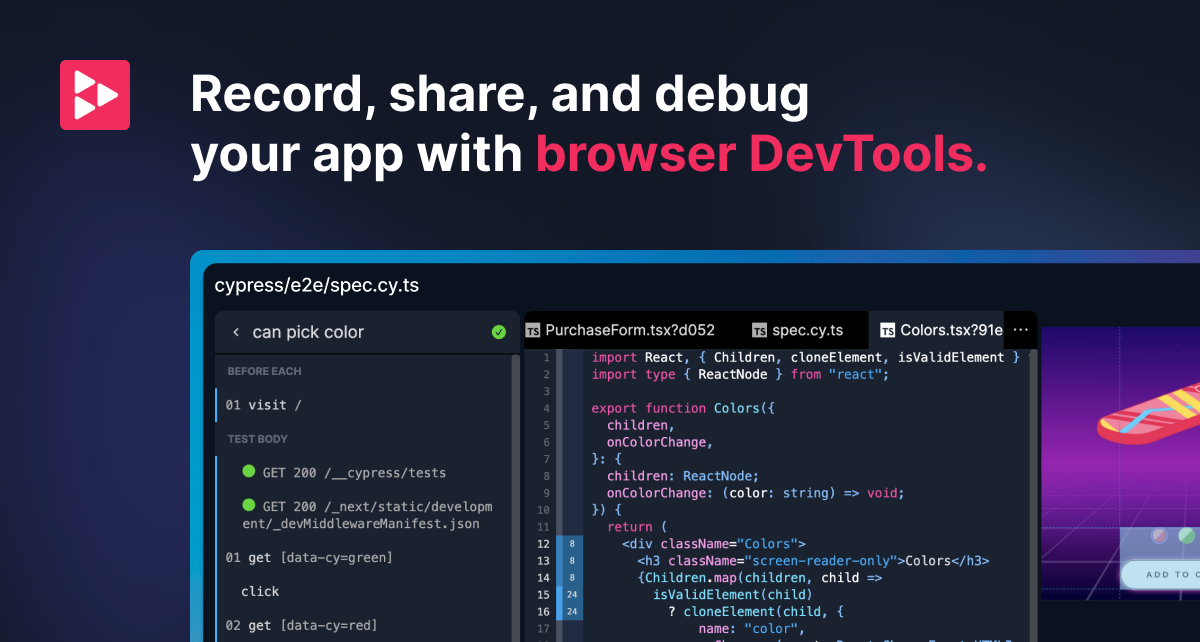 Record, share, and debug
your app with browser DevTools.
cypress/e2e/spec.cy.ts
can pick color
BEFORE EACH
01 visit /
TEST BODY
GET 200 /__cypress/tests
GET 200 /_next/static/developm
ent/_devMiddlewareManifest.json
01 get [data-cy=green]
click
02 get [data-cy=red]
TS PurchaseForm.tsx?d052 TS spec.cy.ts TS Colors.tsx?91e ...
1 import React, { Children, cloneElement, isValidElement }
2 import type { ReactNode } from "react";
3
4 export function Colors({
5 children,
6 onColorChange,
7 }: {
8 children: ReactNode;
9 onColorChange: (color: string) => void;
10 }) {
11 return (
12 8 <div className="Colors">
13 8 <h3 className="screen-reader-only">Colors</h3>
14 8 {Children.map(children, child =>
15 24 isValidElement(child)
16 24 ? cloneElement(child, {
17 name: "color",
ADD TO C